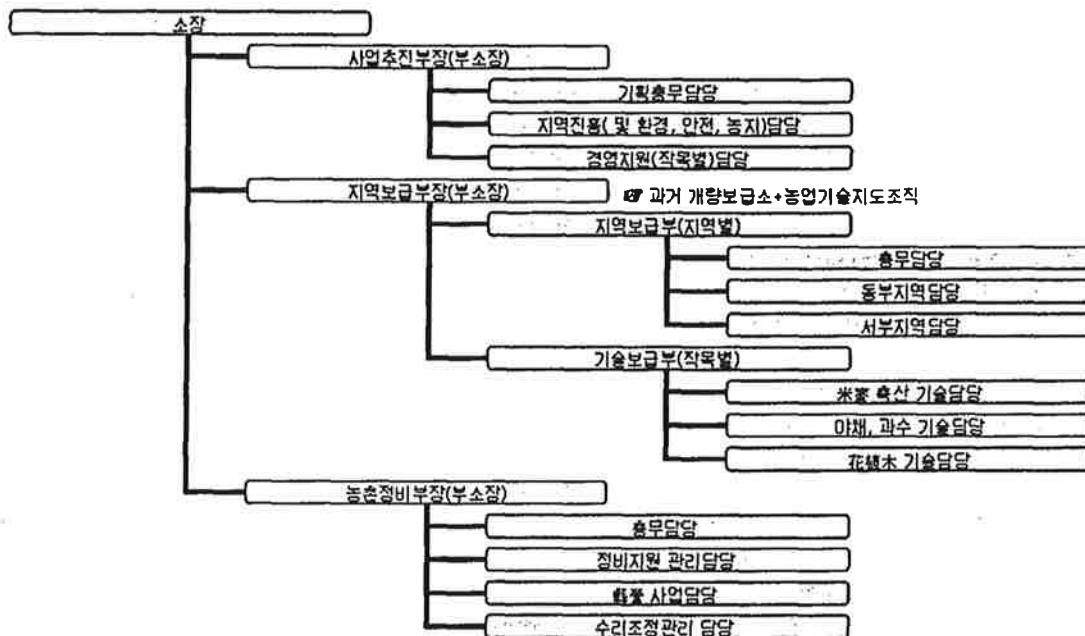 소장
사업추진부장(부소장)
기획총무담당
지역진흥( 및 환경, 안전, 농지)담당
경영지원(작목별)담당
지역보급부장(부소장)
☞ 과거 개량보급소+농업기술지도조직
지역보급부(지역별)
총무담당
동부지역담당
서부지역담당
기술보급부(작목별)
米麥 축산 기술담당
야채, 과수 기술담당
花植木 기술담당
농촌정비부장(부소장)
총무담당
정비지원 관리담당
사업담당
수리조정관리 담당